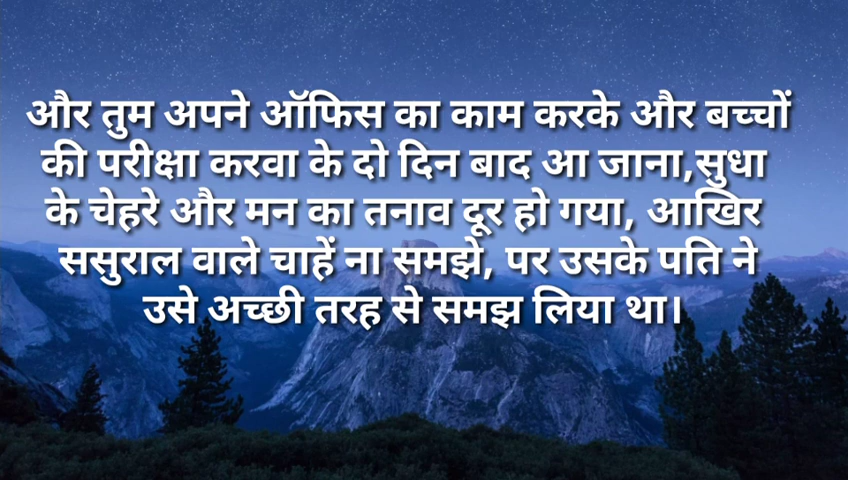 और तुम अपने ऑफिस का काम करके और बच्चों
की परीक्षा करवा के दो दिन बाद आ जाना,सुधा
के चेहरे और मन का तनाव दूर हो गया, आखिर
ससुराल वाले चाहें ना समझे, पर उसके पति ने
उसे अच्छी तरह से समझ लिया था।